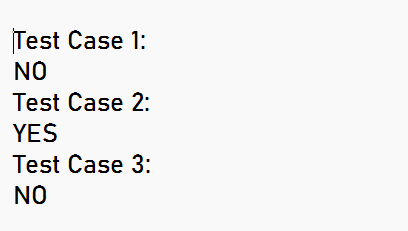 Test Case 1:
NO
Test Case 2:
YES
Test Case 3:
NO